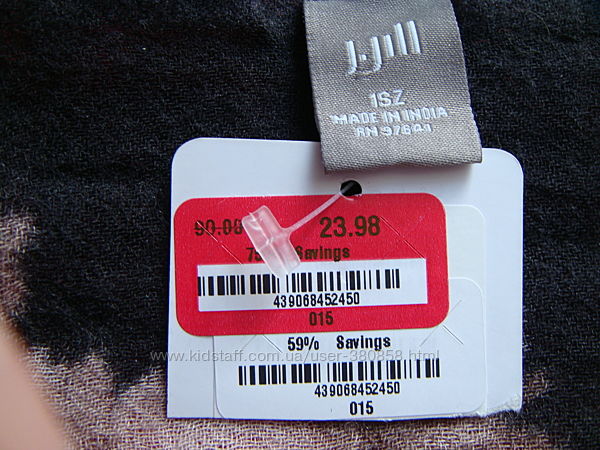 J.Jill
1SZ
MADE IN INDIA
RN 97644
23.98
Savings
439068452450
015
59% Savings
www.kidstaff.com.ua/user-380858.html
439068452450
015